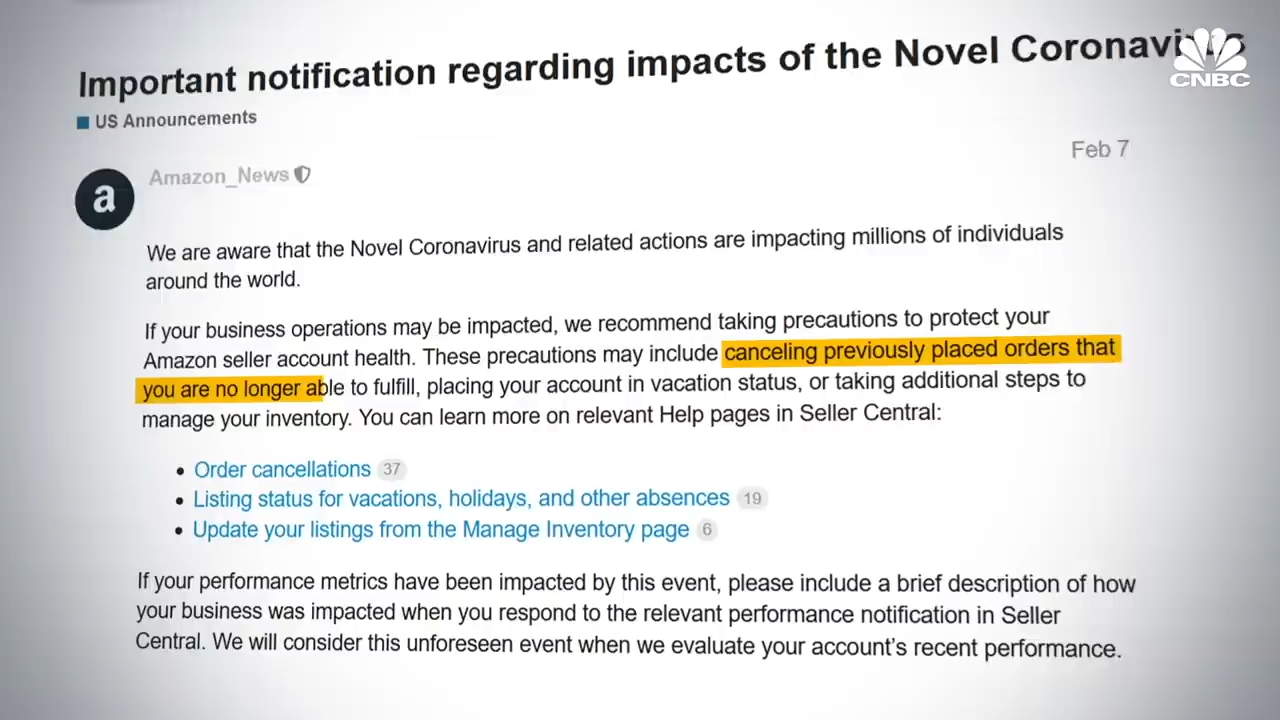 Important notification regarding impacts of the Novel Coronavirus
CNBC
US Announcements
Feb 7
a
Amazon_News
We are aware that the Novel Coronavirus and related actions are impacting millions of individuals
around the world.
If your business operations may be impacted, we recommend taking precautions to protect your
Amazon seller account health. These precautions may include canceling previously placed orders that
you are no longer able to fulfill, placing your account in vacation status, or taking additional steps to
manage your inventory. You can learn more on relevant Help pages in Seller Central:
• Order cancellations 37
• Listing status for vacations, holidays, and other absences 19
• Update your listings from the Manage Inventory page 6
If your performance metrics have been impacted by this event, please include a brief description of how
your business was impacted when you respond to the relevant performance notification in Seller
Central. We will consider this unforeseen event when we evaluate your account’s recent performance.